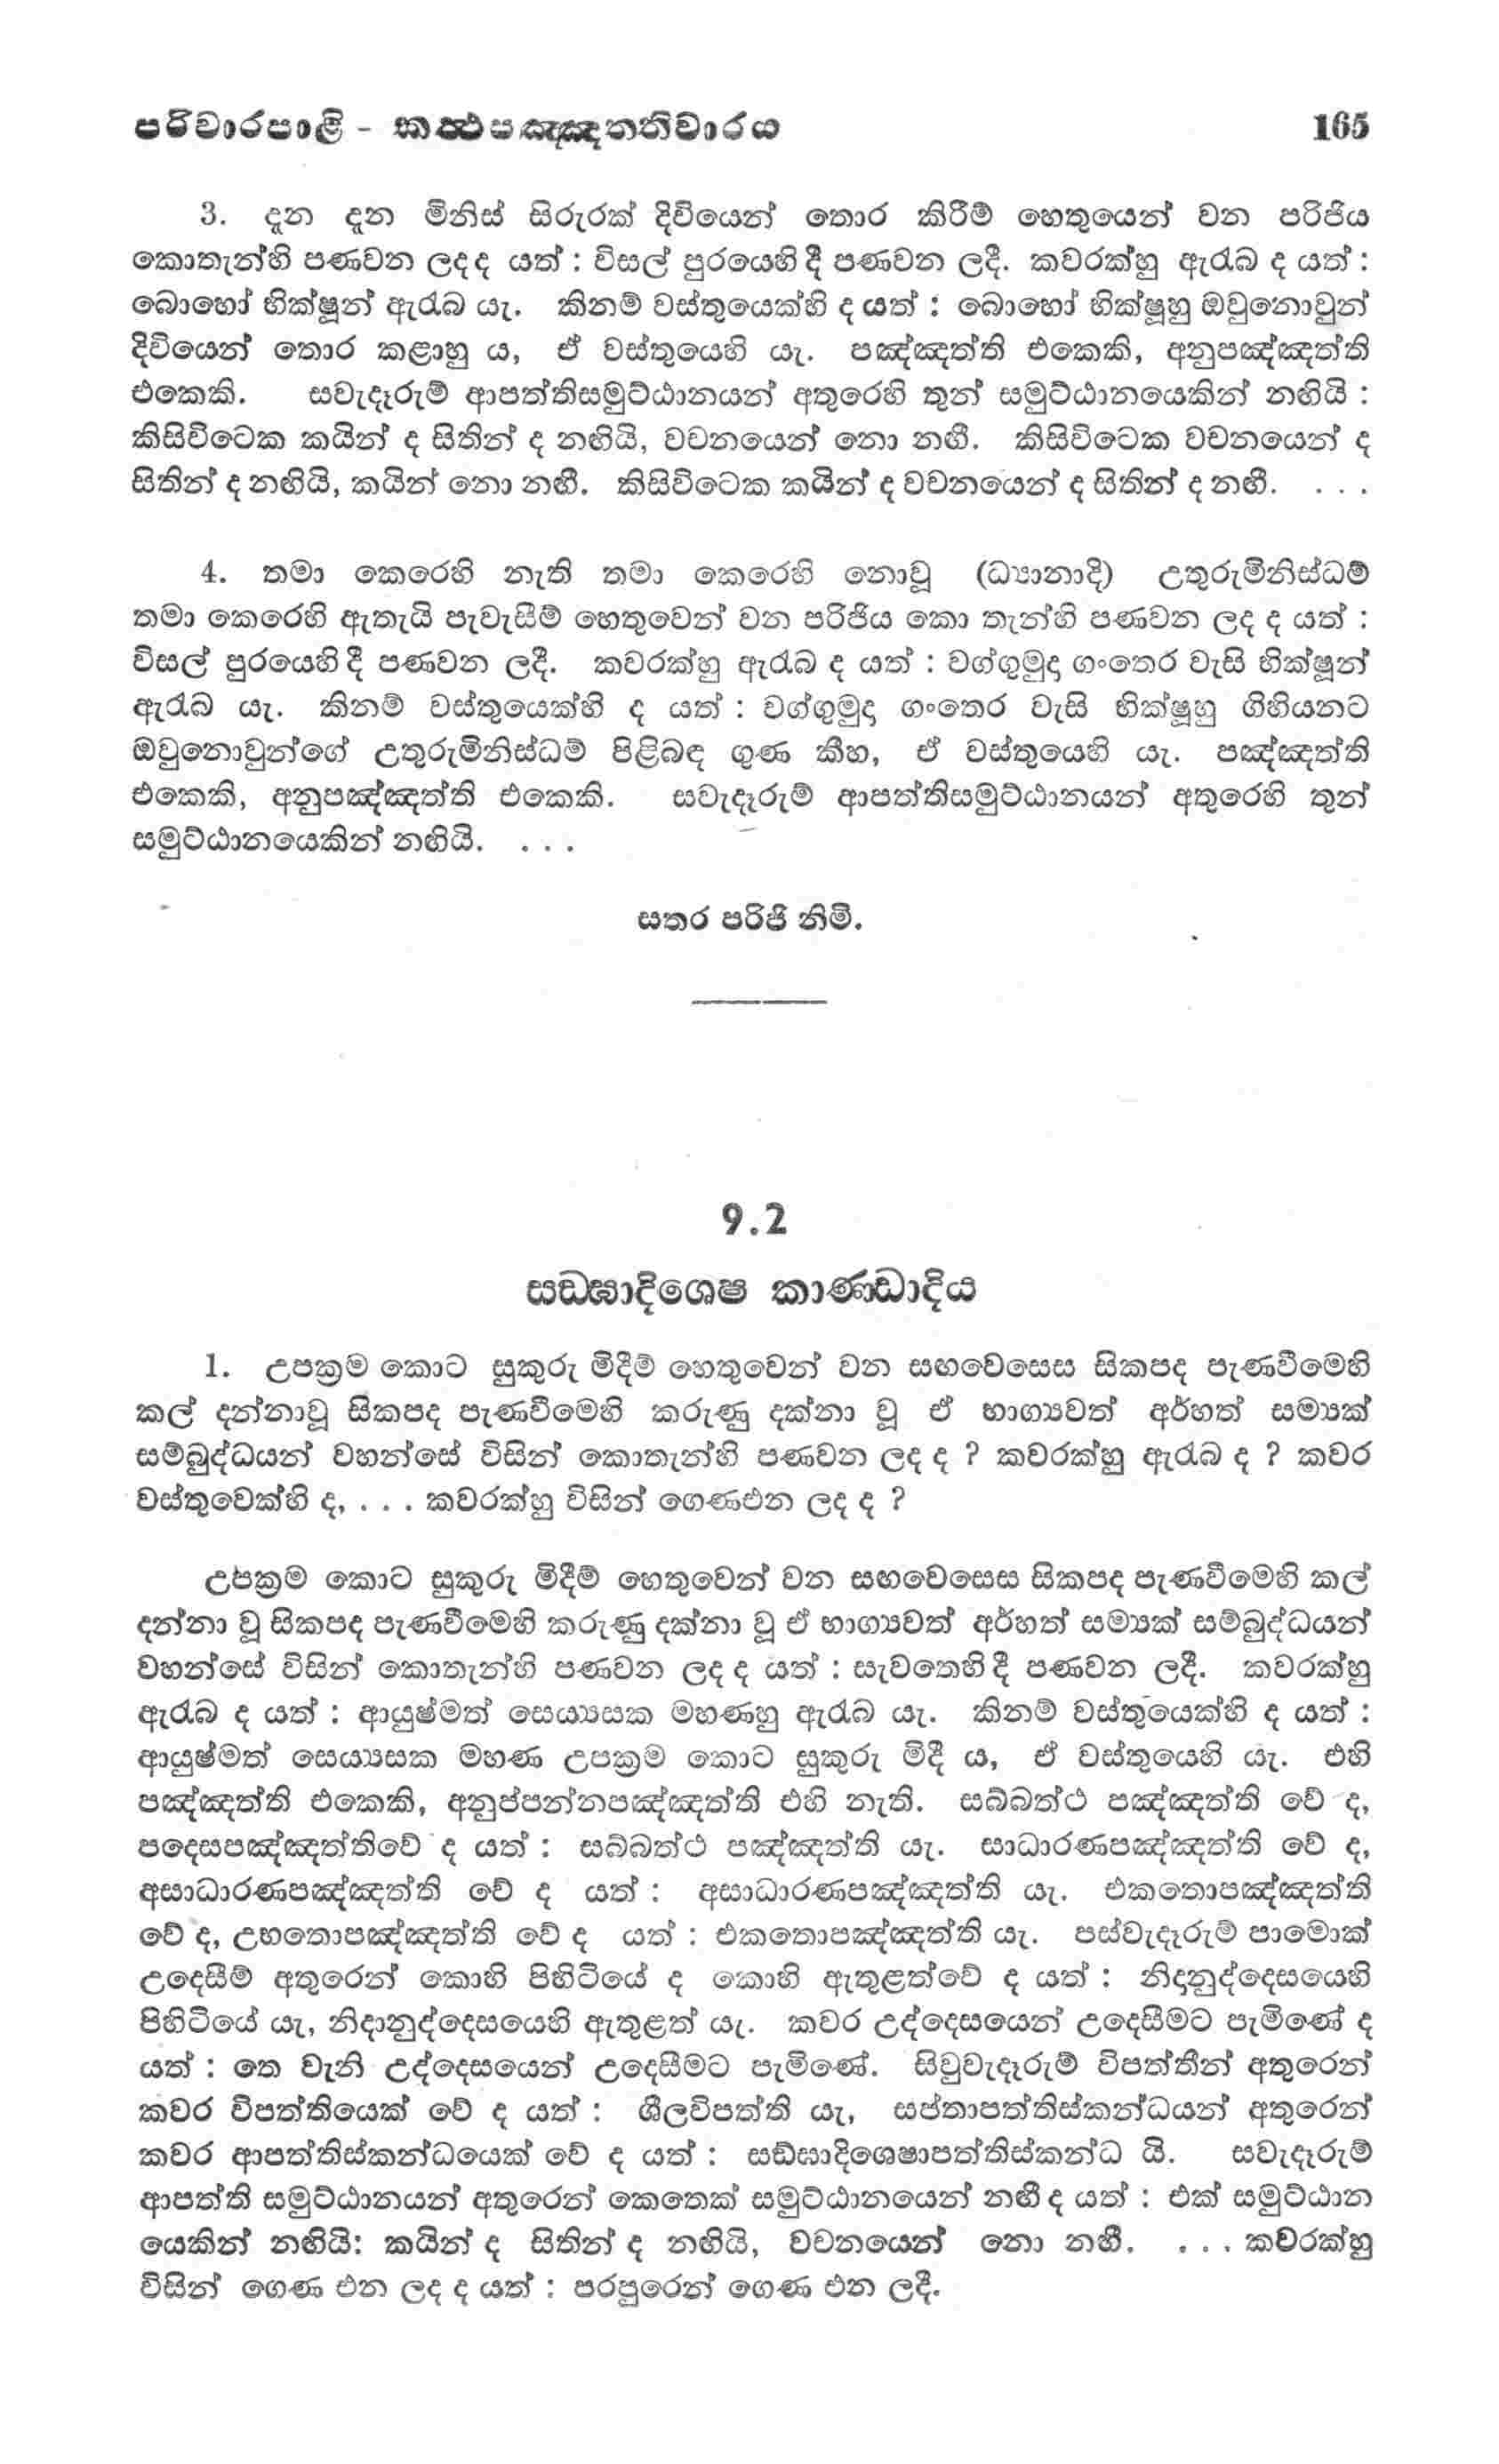 පරිවාරපාළි - කත්‍ථපඤ්ඤත්තිවාරය 165
3. දැන දැන මිනිස් සිරුරක් දිවියෙන් තොර කිරීම් හෙතුයෙන් වන පරිජිය
කොතැන්හි පණවන ලදද යත් : විසල් පුරයෙහි දී පණවන ලදී. කවරක්හු ඇරැබ ද යත් :
බොහෝ භික්ෂූන් ඇරැබ යැ. කිනම් වස්තුයෙක්හි ද යත් : බොහෝ භික්ෂූහු ඔවුනොවුන්
දිවියෙන් තොර කළාහු ය, ඒ වස්තුයෙහි යැ. පඤ්ඤත්ති එකෙකි, අනුපඤ්ඤත්ති
එකෙකි. සවැදෑරුම් ආපත්තිසමුට්ඨානයන් අතුරෙහි තුන් සමුට්ඨානයෙකින් නඟියි :
කිසිවිටෙක කයින් ද සිතින් ද නඟියි, වචනයෙන් නො නඟී. කිසිවිටෙක වචනයෙන් ද
සිතින් ද නඟියි, කයින් නො නඟී. කිසිවිටෙක කයින් ද වචනයෙන් ද සිතින් ද නඟී. . . .
4. තමා කෙරෙහි නැති තමා කෙරෙහි නොවූ (ධ්‍යානාදි) උතුරුමිනිස්ධම්
තමා කෙරෙහි ඇතැයි පැවැසීම් හෙතුවෙන් වන පරිජිය කො තැන්හි පණවන ලද ද යත් :
විසල් පුරයෙහි දී පණවන ලදී. කවරක්හු ඇරැබ ද යත් : වග්ගුමුදා ගංතෙර වැසි භික්ෂූන්
ඇරැබ යැ. කිනම් වස්තුයෙක්හි ද යත් : වග්ගුමුදා ගංතෙර වැසි භික්ෂූහු ගිහියනට
ඔවුනොවුන්ගේ උතුරුමිනිස්ධම් පිළිබඳ ගුණ කීහ, ඒ වස්තුයෙහි යැ. පඤ්ඤත්ති
එකෙකි, අනුපඤ්ඤත්ති එකෙකි. සවැදෑරුම් ආපත්තිසමුට්ඨානයන් අතුරෙහි තුන්
සමුට්ඨානයෙකින් නඟියි. . . .
සතර පරිජි නිමි.
9.2
සඞ්ඝාදිශෙෂ කාණ්ඩාදිය
1. උපක්‍රම කොට සුකුරු මිදීම් හෙතුවෙන් වන සඟවෙසෙස සිකපද පැණවීමෙහි
කල් දන්නාවූ සිකපද පැණවීමෙහි කරුණු දක්නා වූ ඒ භාග්‍යවත් අර්හත් සම්‍යක්
සම්බුද්ධයන් වහන්සේ විසින් කොතැන්හි පණවන ලද ද ? කවරක්හු ඇරැබ ද ? කවර
වස්තුවෙක්හි ද, . . . කවරක්හු විසින් ගෙණඑන ලද ද ?
උපක්‍රම කොට සුකුරු මිදීම් හෙතුවෙන් වන සඟවෙසෙස සිකපද පැණවීමෙහි කල්
දන්නා වූ සිකපද පැණවීමෙහි කරුණු දක්නා වූ ඒ භාග්‍යවත් අර්හත් සම්‍යක් සම්බුද්ධයන්
වහන්සේ විසින් කොතැන්හි පණවන ලද ද යත් : සැවතෙහි දී පණවන ලදී. කවරක්හු
ඇරැබ ද යත් : ආයුෂ්මත් සෙය්‍යසක මහණහු ඇරැබ යැ. කිනම් වස්තුයෙක්හි ද යත් :
ආයුෂ්මත් සෙය්‍යසක මහණ උපක්‍රම කොට සුකුරු මිදී ය, ඒ වස්තුයෙහි යැ. එහි
පඤ්ඤත්ති එකෙකි, අනුප්පන්නපඤ්ඤත්ති එහි නැති. සබ්බත්ථ පඤ්ඤත්ති වේ ද,
පදෙසපඤ්ඤත්තිවේ ද යත් : සබ්බත්ථ පඤ්ඤත්ති යැ. සාධාරණපඤ්ඤත්ති වේ ද,
අසාධාරණපඤ්ඤත්ති වේ ද යත් : අසාධාරණපඤ්ඤත්ති යැ. එකතොපඤ්ඤත්ති
වේ ද, උභතොපඤ්ඤත්ති වේ ද යත් : එකතොපඤ්ඤත්ති යැ. පස්වැදෑරුම් පාමොක්
උදෙසීම් අතුරෙන් කොහි පිහිටියේ ද කොහි ඇතුළත්වේ ද යත් : නිදානුද්දෙසයෙහි
පිහිටියේ යැ, නිදානුද්දෙසයෙහි ඇතුළත් යැ. කවර උද්දෙසයෙන් උදෙසීමට පැමිණේ ද
යත් : තෙ වැනි උද්දෙසයෙන් උදෙසීමට පැමිණේ. සිවුවැදෑරුම් විපත්තීන් අතුරෙන්
කවර විපත්තියෙක් වේ ද යත් : ශීලවිපත්ති යැ, සප්තාපත්තිස්කන්ධයන් අතුරෙන්
කවර ආපත්තිස්කන්ධයෙක් වේ ද යත් : සඞ්ඝාදිශෙෂාපත්තිස්කන්ධ යි. සවැදෑරුම්
ආපත්ති සමුට්ඨානයන් අතුරෙන් කෙතෙක් සමුට්ඨානයෙන් නඟී ද යත් : එක් සමුට්ඨාන
යෙකින් නඟියි: කයින් ද සිතින් ද නඟියි, වචනයෙන් නො නඟී. . . . කවරක්හු
විසින් ගෙණ එන ලද ද යත් : පරපුරෙන් ගෙණ එන ලදී.